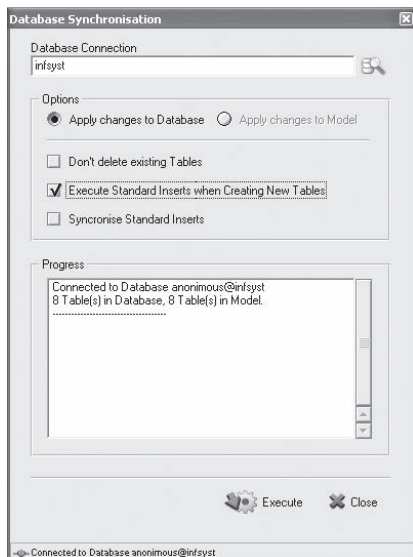 Database Synchronisation
Database Connection
infsyst
Options
Apply changes to Database
Apply changes to Model
Don't delete existing Tables
Execute Standard Inserts when Creating New Tables
Syncronise Standard Inserts
Progress
Connected to Database anonimous@infsyst
8 Table(s) in Database, 8 Table(s) in Model.
------------------------------------
Execute
Close
Connected to Database anonimous@infsyst